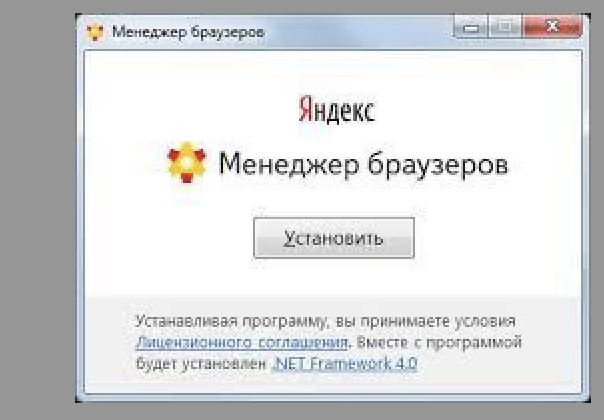 Менеджер браузеров
Яндекс
Менеджер браузеров
Установить
Устанавливая программу, вы принимаете условия
Лицензионного соглашения. Вместе с программой
будет установлен .NET Framework 4.0